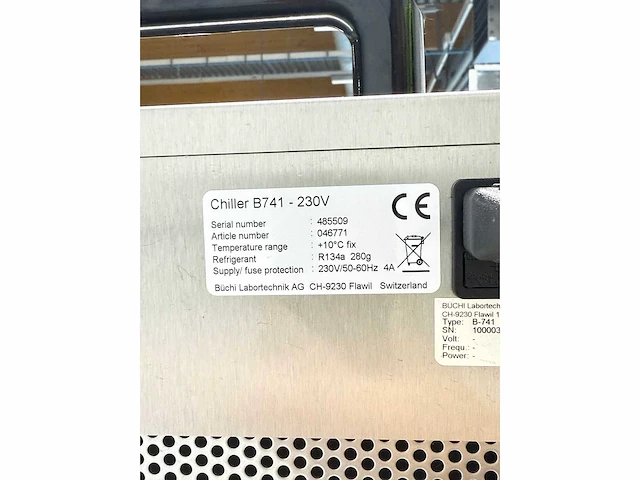 Chiller B741 - 230V
CE
Serial number : 485509
Article number : 046771
Temperature range : +10°C fix
Refrigerant : R134a 280g
Supply/ fuse protection : 230V/50-60Hz 4A
Büchi Labortechnik AG CH-9230 Flawil Switzerland
BÜCHI Labortech
CH-9230 Flawil 1
Type: B-741
SN: 100003
Volt: -
Frequ.: -
Power: -